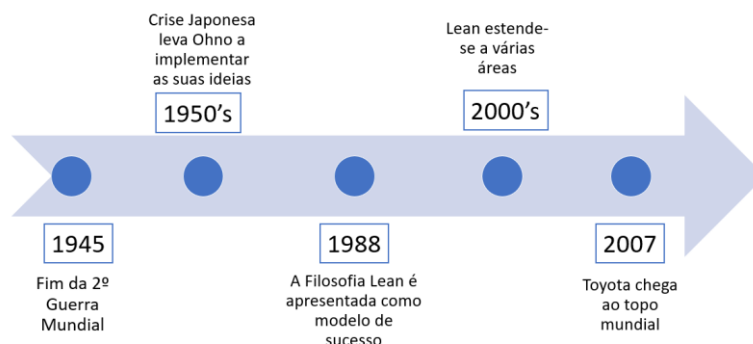 Crise Japonesa
leva Ohno a
implementar
as suas ideias
1950's
Lean estende-
se a várias
áreas
2000's
1945
Fim da 2º
Guerra
Mundial
1988
A Filosofia Lean é
apresentada como
modelo de
sucesso
2007
Toyota chega
ao topo
mundial